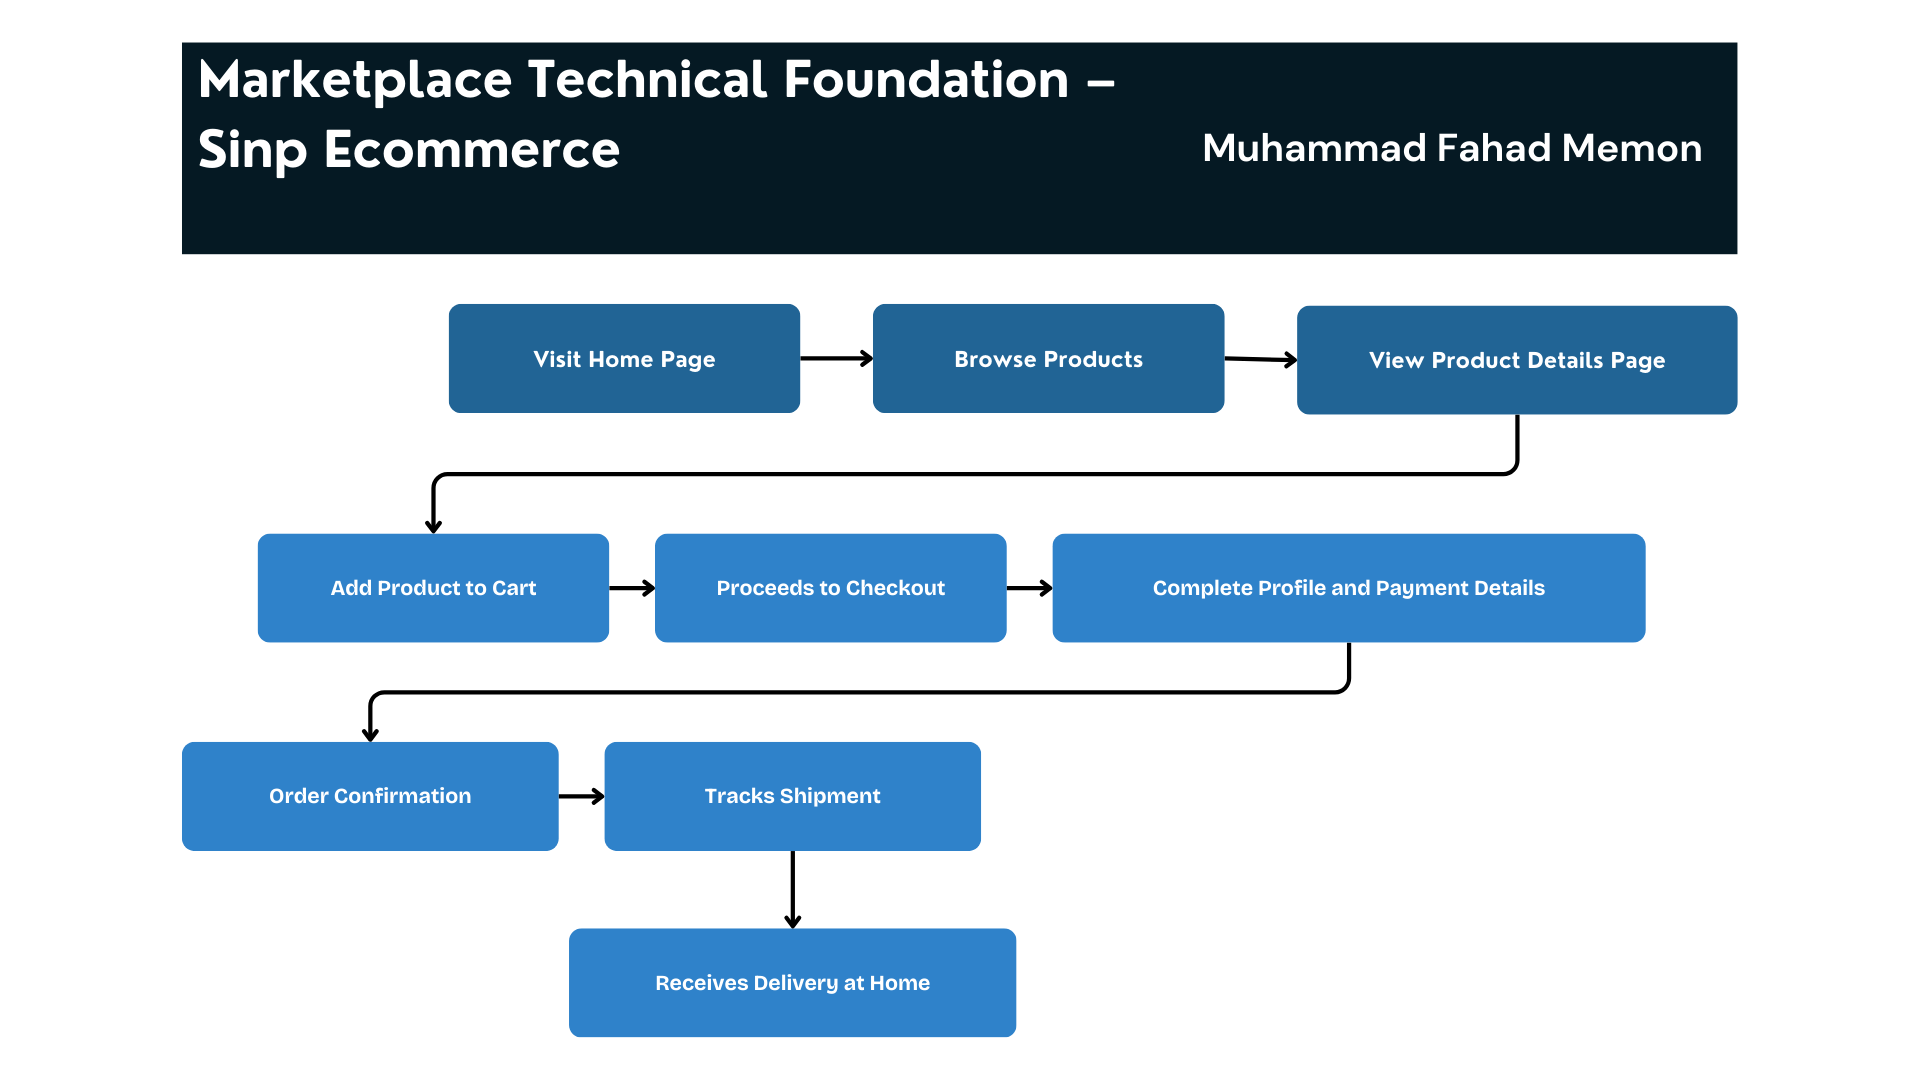 Marketplace Technical Foundation –
Sinp Ecommerce
Muhammad Fahad Memon
Visit Home Page
Browse Products
View Product Details Page
Add Product to Cart
Proceeds to Checkout
Complete Profile and Payment Details
Order Confirmation
Tracks Shipment
Receives Delivery at Home